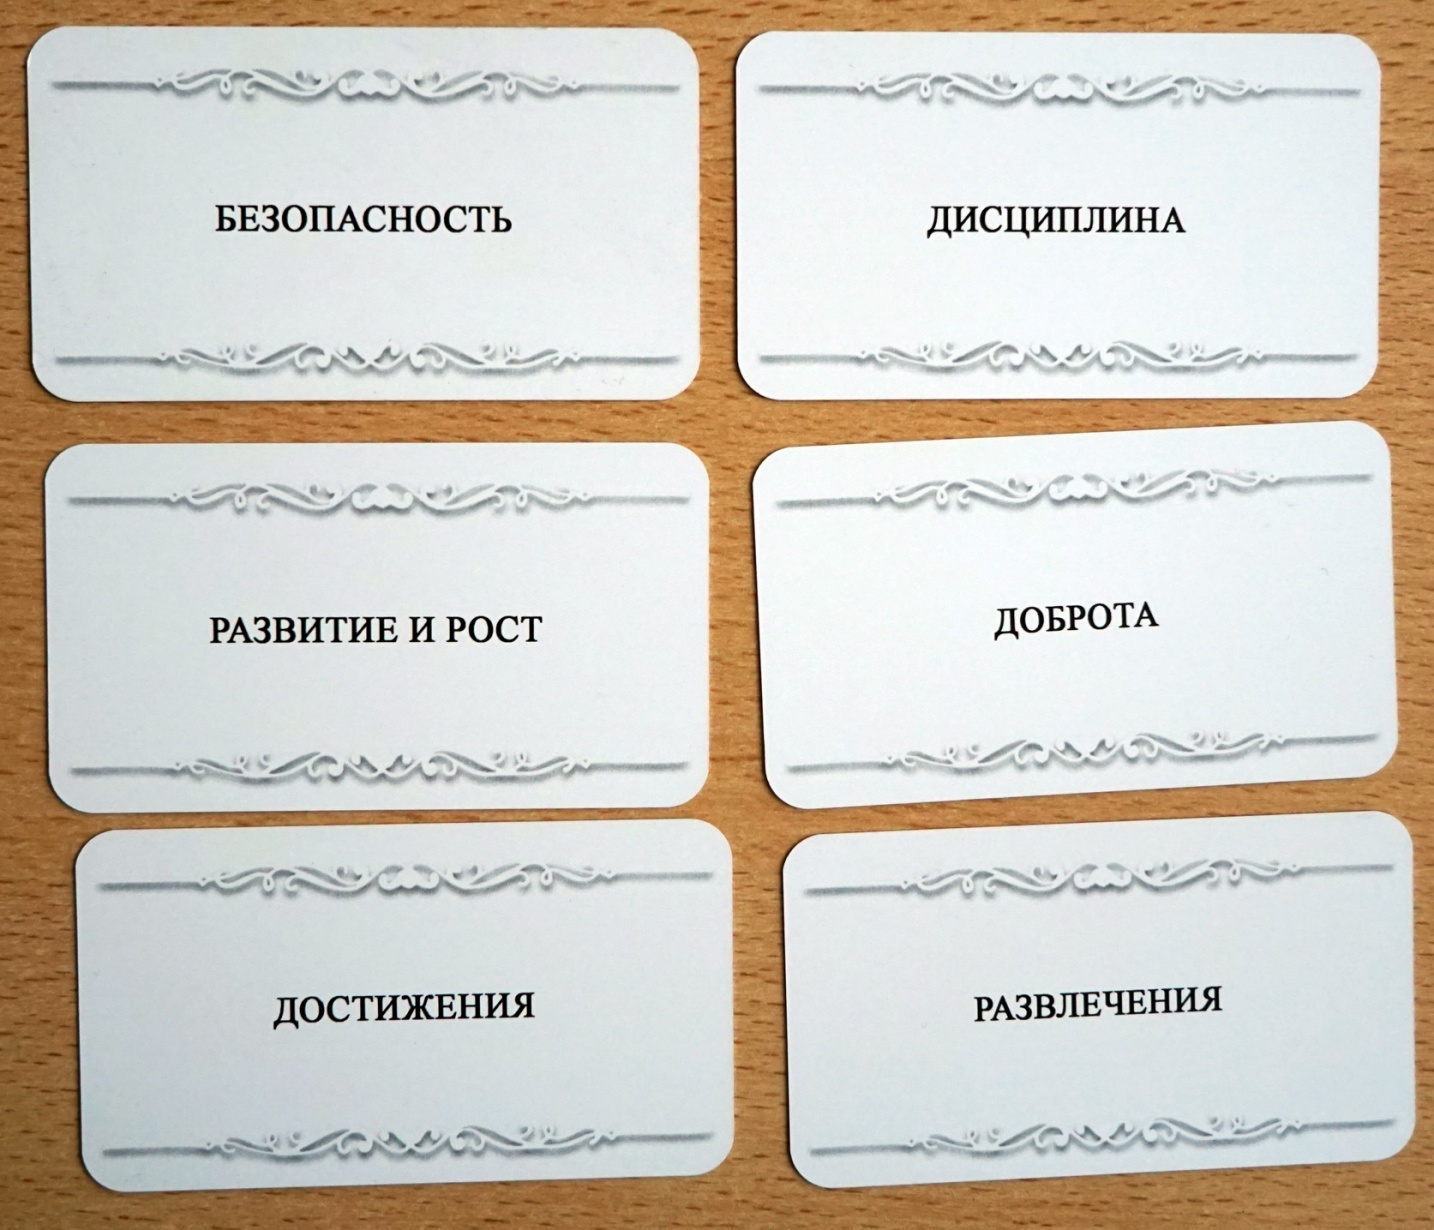 БЕЗОПАСНОСТЬ
ДИСЦИПЛИНА
РАЗВИТИЕ И РОСТ
ДОБРОТА
ДОСТИЖЕНИЯ
РАЗВЛЕЧЕНИЯ